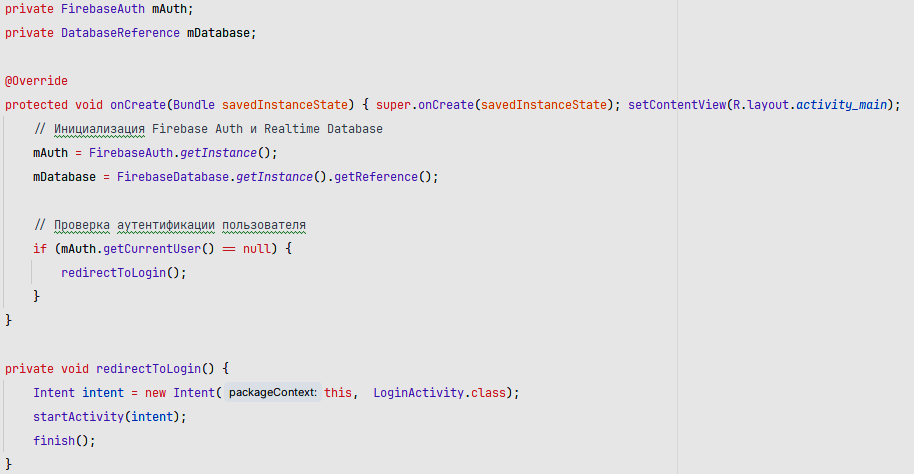 private FirebaseAuth mAuth;
private DatabaseReference mDatabase;
@Override
protected void onCreate(Bundle savedInstanceState) { super.onCreate(savedInstanceState); setContentView(R.layout.activity_main);
// Инициализация Firebase Auth и Realtime Database
mAuth = FirebaseAuth.getInstance();
mDatabase = FirebaseDatabase.getInstance().getReference();
// Проверка аутентификации пользователя
if (mAuth.getCurrentUser() == null) {
redirectToLogin();
}
}
private void redirectToLogin() {
Intent intent = new Intent( packageContext: this, LoginActivity.class);
startActivity(intent);
finish();
}